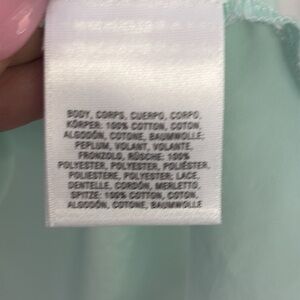 BODY, CORPS, CUERPO, CORPO,
KÖRPER: 100% COTTON, COTON,
ALGODÓN, COTONE, BAUMWOLLE;
PEPLUM, VOLANT, VOLANTE,
FRONZOLO, RÜSCHE: 100%
POLYESTER, POLYESTER, POLIÉSTER,
POLIESTERE, POLYESTER; LACE,
DENTELLE, CORDÓN, MERLETTO,
SPITZE: 100% COTTON, COTON,
ALGODÓN, COTONE, BAUMWOLLE